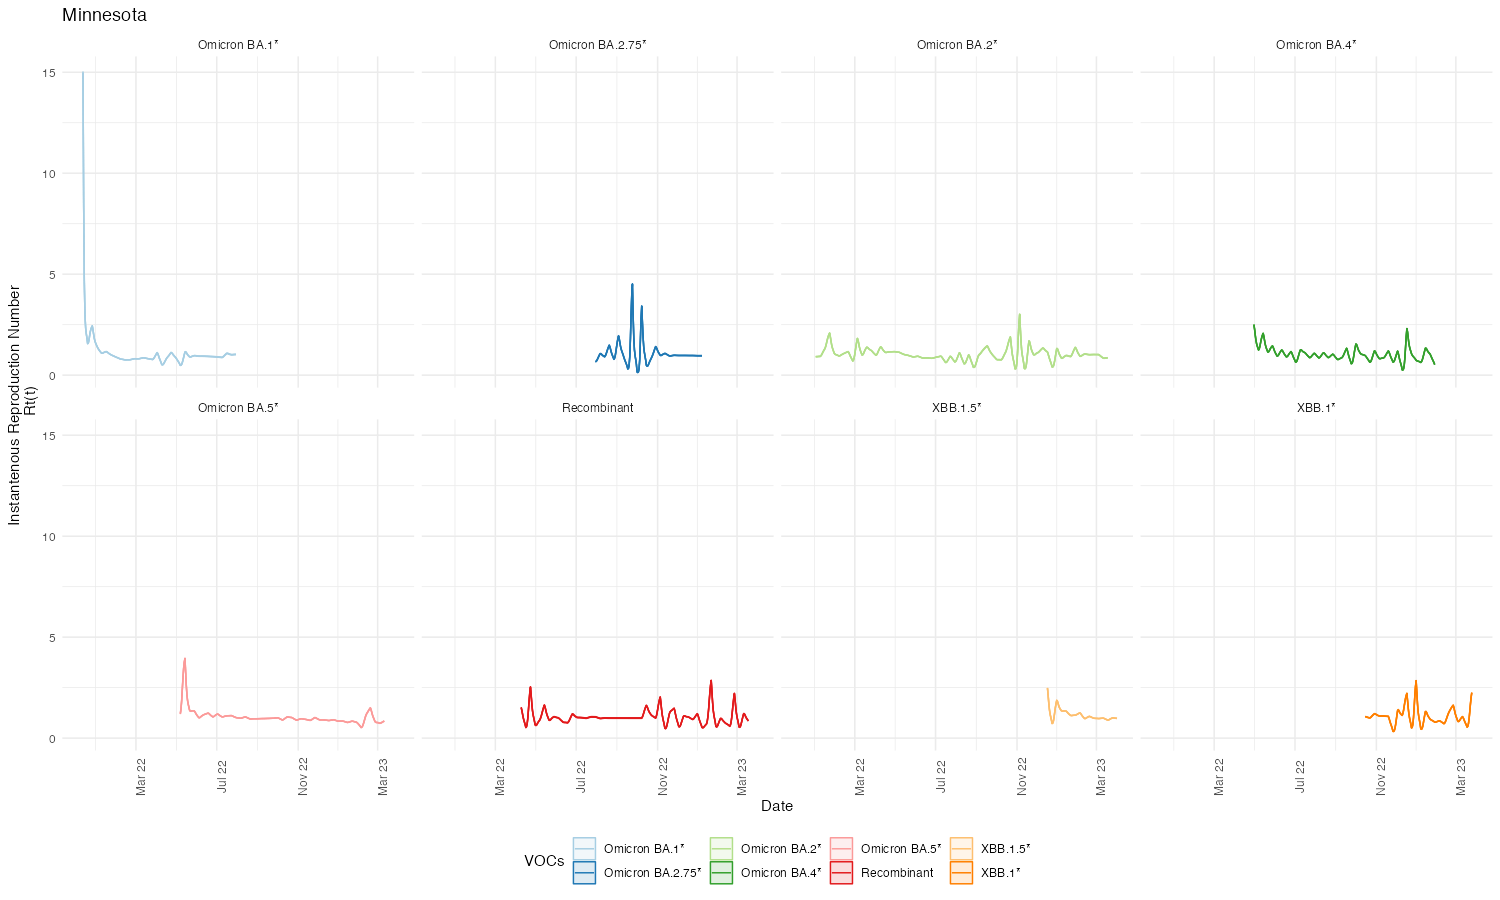 Minnesota
Omicron BA.1* Omicron BA.2.75* Omicron BA.2* Omicron BA.4*
15
10
5
0
Omicron BA.5* Recombinant XBB.1.5* XBB.1*
15
10
5
0
Instantenous Reproduction Number
Rt(t)
Mar 22 Jul 22 Nov 22 Mar 23 Mar 22 Jul 22 Nov 22 Mar 23 Mar 22 Jul 22 Nov 22 Mar 23 Mar 22 Jul 22 Nov 22 Mar 23
Date
VOCs
Omicron BA.1* Omicron BA.2* Omicron BA.5* XBB.1.5*
Omicron BA.2.75* Omicron BA.4* Recombinant XBB.1*